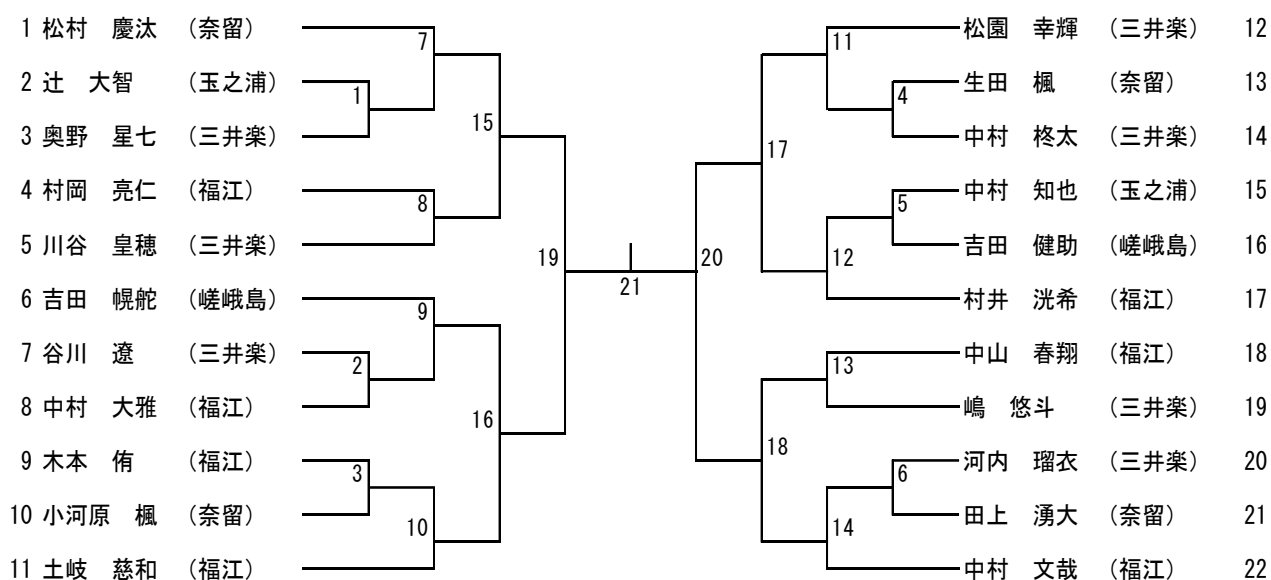 1 松村　慶汰　（奈留）
2 辻　大智　（玉之浦）
3 奥野　星七　（三井楽）
4 村岡　亮仁　（福江）
5 川谷　皇穂　（三井楽）
6 吉田　幌舵　（嵯峨島）
7 谷川　遼　（三井楽）
8 中村　大雅　（福江）
9 木本　侑　（福江）
10 小河原　楓　（奈留）
11 土岐　慈和　（福江）
7
1
15
8
19
9
2
16
3
10
21
20
11
4
17
5
12
13
18
6
14
松園　幸輝　（三井楽）　12
生田　楓　（奈留）　13
中村　柊太　（三井楽）　14
中村　知也　（玉之浦）　15
吉田　健助　（嵯峨島）　16
村井　洸希　（福江）　17
中山　春翔　（福江）　18
嶋　悠斗　（三井楽）　19
河内　瑠衣　（三井楽）　20
田上　湧大　（奈留）　21
中村　文哉　（福江）　22